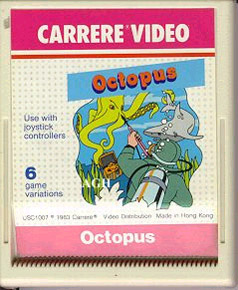 CARRERE® VIDEO
Octopus
Use with
joystick
controllers
6
game
variations
USC1007 ® 1983 Carrere® Video Distribution Made in Hong Kong
Octopus